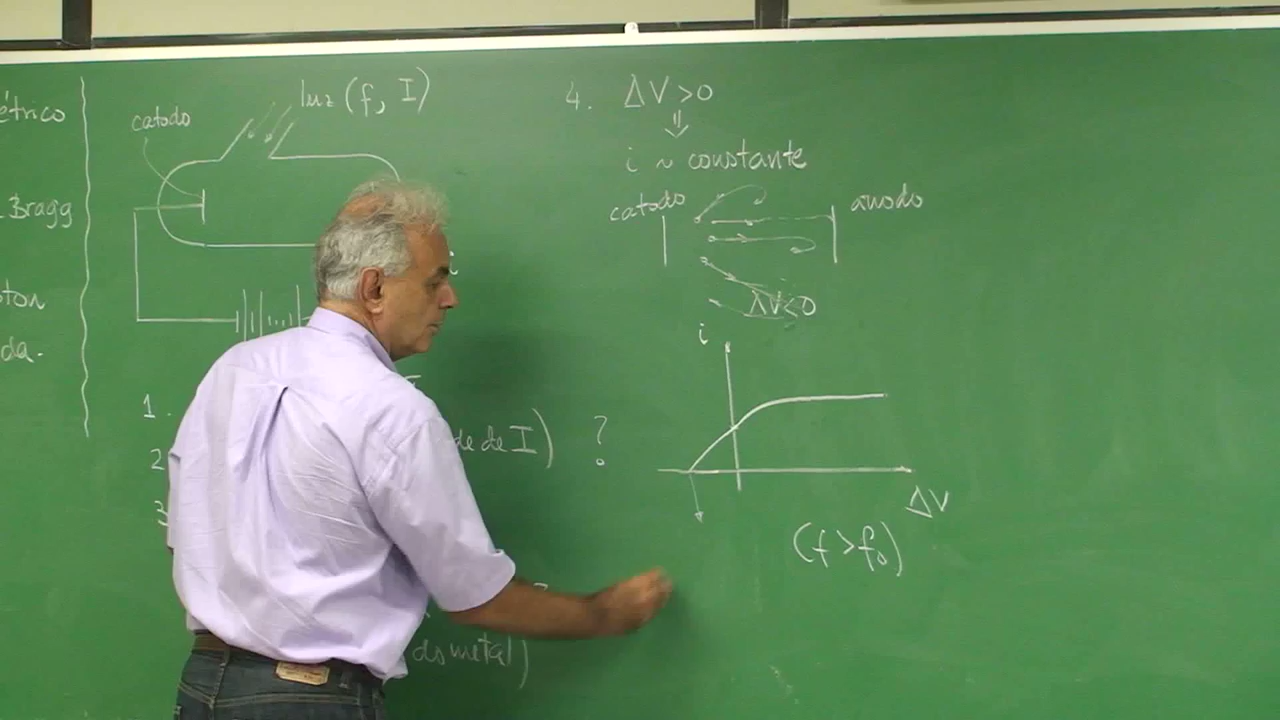 étrico
Bragg
ton
da.
catodo
luz (f, I)
i
1.
2
3
de de I) ?
do metal)
4. ΔV > 0
⇓
i ~ constante
catodo
anodo
ΔV < 0
i
ΔV
(f > f₀)